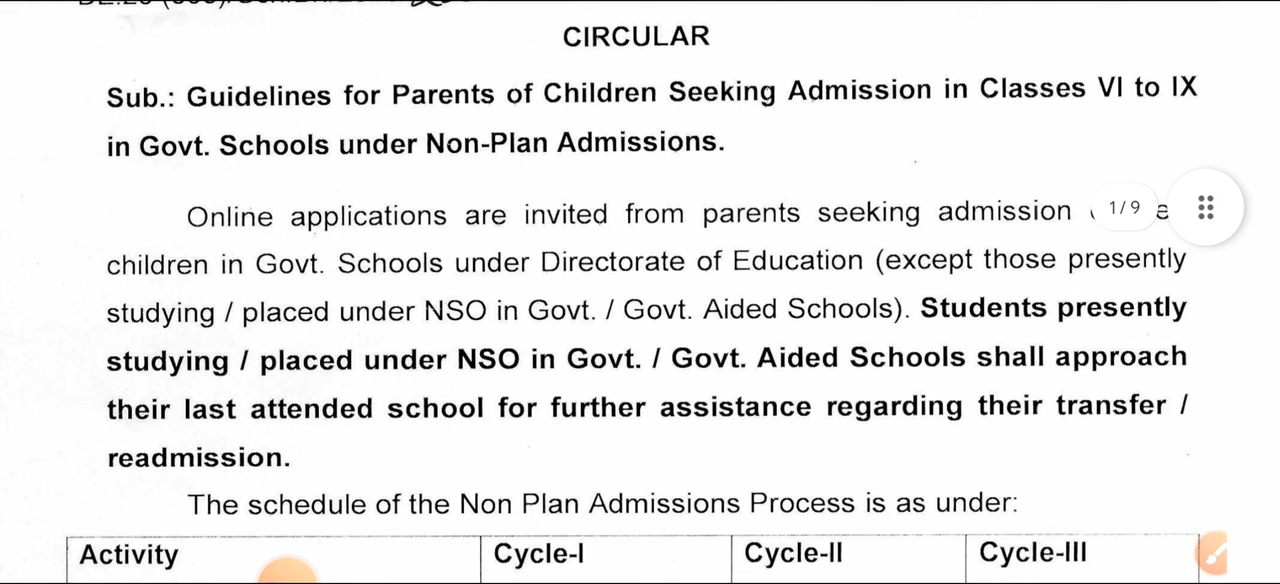 CIRCULAR
Sub.: Guidelines for Parents of Children Seeking Admission in Classes VI to IX
in Govt. Schools under Non-Plan Admissions.
Online applications are invited from parents seeking admission
1/9
children in Govt. Schools under Directorate of Education (except those presently
studying / placed under NSO in Govt. / Govt. Aided Schools). Students presently
studying / placed under NSO in Govt. / Govt. Aided Schools shall approach
their last attended school for further assistance regarding their transfer /
readmission.
The schedule of the Non Plan Admissions Process is as under:
Activity Cycle-I Cycle-II Cycle-III